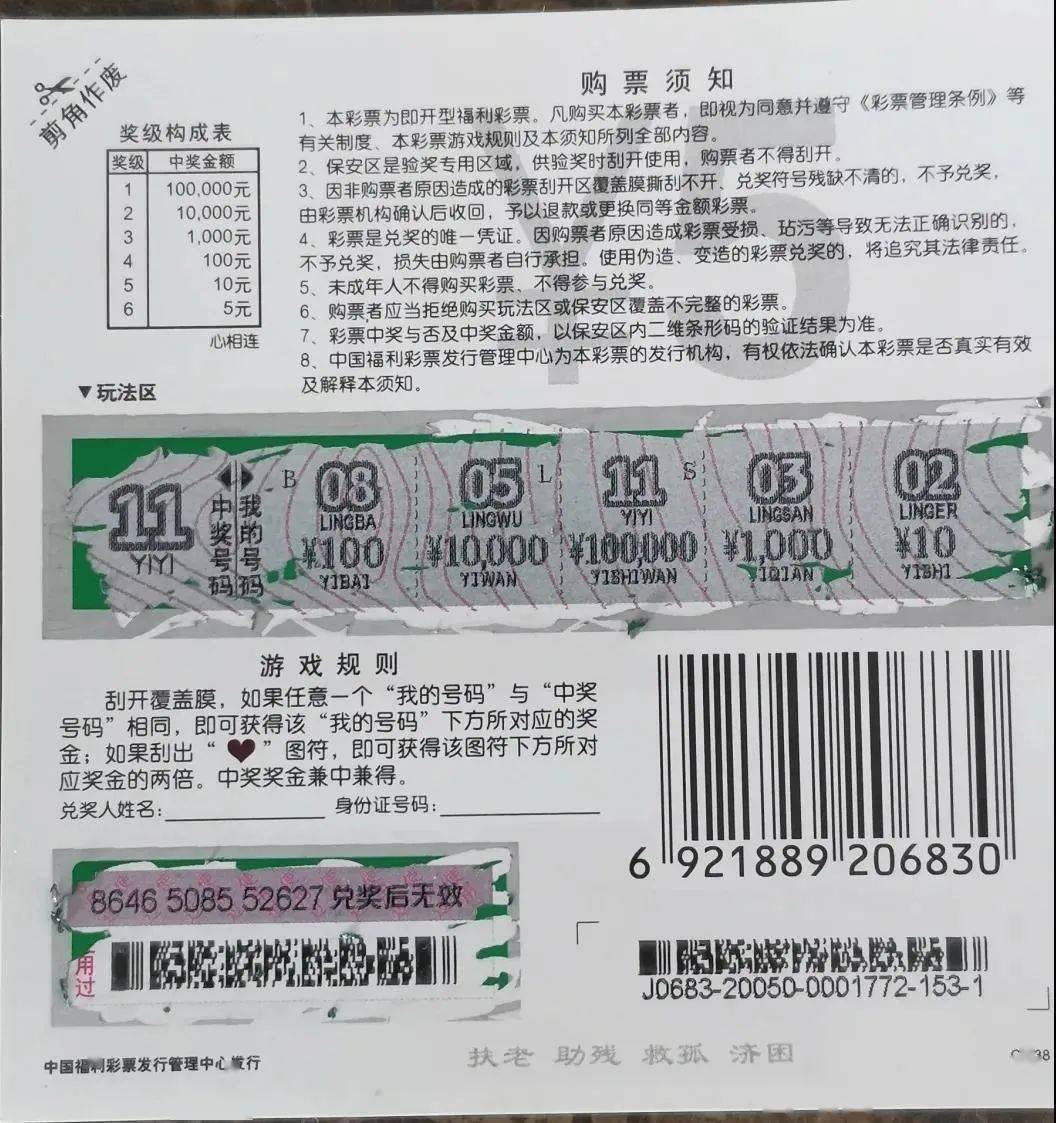 剪角作废
购票须知
1、本彩票为即开型福利彩票。凡购买本彩票者，即视为同意并遵守《彩票管理条例》等
有关制度、本彩票游戏规则及本须知所列全部内容。
2、保安区是验奖专用区域，供验奖时刮开使用，购票者不得刮开。
3、因非购票者原因造成的彩票刮开区覆盖膜撕刮不开、兑奖符号残缺不清的，不予兑奖，
由彩票机构确认后收回，予以退款或更换同等金额彩票。
4、彩票是兑奖的唯一凭证。因购票者原因造成彩票受损、玷污等导致无法正确识别的，
不予兑奖，损失由购票者自行承担。使用伪造、变造的彩票兑奖的，将追究其法律责任。
5、未成年人不得购买彩票、不得参与兑奖。
6、购票者应当拒绝购买玩法区或保安区覆盖不完整的彩票。
7、彩票中奖与否及中奖金额，以保安区内二维条形码的验证结果为准。
8、中国福利彩票发行管理中心为本彩票的发行机构，有权依法确认本彩票是否真实有效
及解释本须知。
¥5
奖级构成表
奖级 中奖金额
1 100,000元
2 10,000元
3 1,000元
4 100元
5 10元
6 5元
心相连
▼玩法区
11
YIYI
中奖号码
我的号码
B
08
LINGBA
¥100
YIBAI
05
LINGWU
¥10,000
YIWAN
L
11
YIYI
¥100,000
YISHIWAN
S
03
LINGSAN
¥1,000
YIQIAN
02
LINGER
¥10
YISHI
游戏规则
刮开覆盖膜，如果任意一个“我的号码”与“中奖
号码”相同，即可获得该“我的号码”下方所对应的奖
金；如果刮出“♥”图符，即可获得该图符下方所对
应奖金的两倍。中奖奖金兼中兼得。
兑奖人姓名： 身份证号码：
6 921889 206830
8646 5085 52627 兑奖后无效
用过
J0683-20050-0001772-153-1
中国福利彩票发行管理中心发行
扶老 助残 救孤 济困